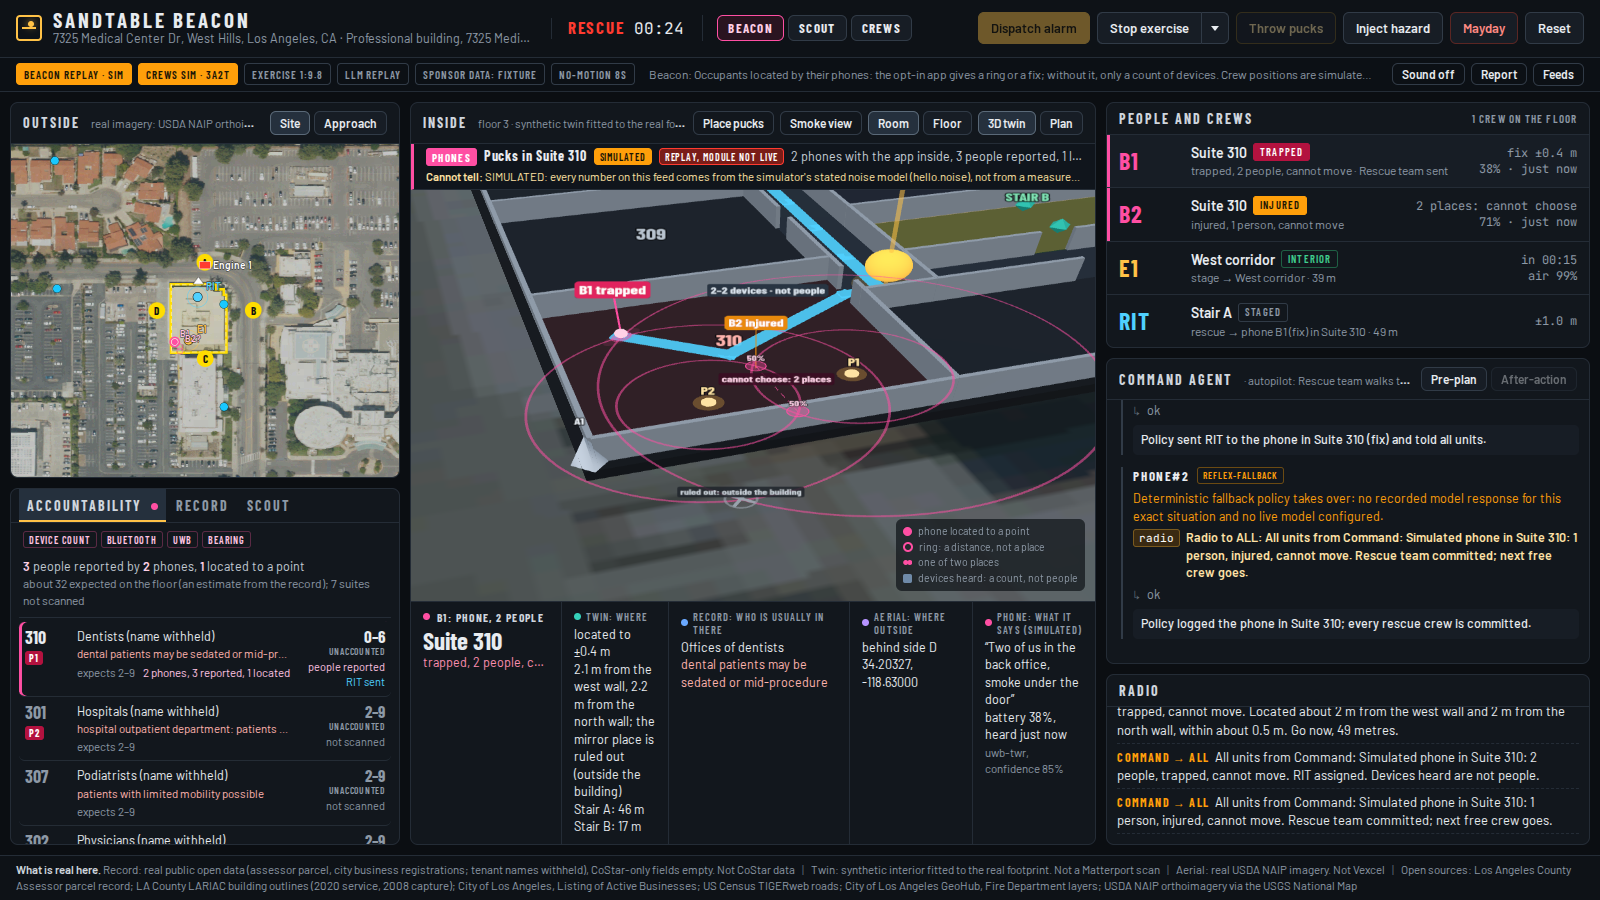 SANDTABLE BEACON
7325 Medical Center Dr, West Hills, Los Angeles, CA · Professional building, 7325 Medi...
RESCUE 00:24
BEACON SCOUT CREWS
Dispatch alarm Stop exercise Throw pucks Inject hazard Mayday Reset
BEACON REPLAY · SIM CREWS SIM · 3A2T EXERCISE 1:9.8 LLM REPLAY SPONSOR DATA: FIXTURE NO-MOTION 8S Beacon: Occupants located by their phones: the opt-in app gives a ring or a fix; without it, only a count of devices. Crew positions are simulate... Sound off Report Feeds
OUTSIDE real imagery: USDA NAIP orthoi... Site Approach
Engine 1
D B C
ACCOUNTABILITY RECORD SCOUT
DEVICE COUNT BLUETOOTH UWB BEARING
3 people reported by 2 phones, 1 located to a point
about 32 expected on the floor (an estimate from the record); 7 suites
not scanned
310 Dentists (name withheld) 0-6
P1 dental patients may be sedated or mid-pr... UNACCOUNTED
expects 2–9 2 phones, 3 reported, 1 located people reported
RIT sent
301 Hospitals (name withheld) 2-9
P2 hospital outpatient department: patients ... UNACCOUNTED
expects 2–9 not scanned
307 Podiatrists (name withheld) 2-9
patients with limited mobility possible UNACCOUNTED
expects 2–9 not scanned
302 Physicians (name withheld) 2-9
INSIDE floor 3 · synthetic twin fitted to the real fo... Place pucks Smoke view Room Floor 3D twin Plan
PHONES Pucks in Suite 310 SIMULATED REPLAY, MODULE NOT LIVE 2 phones with the app inside, 3 people reported, 1 l...
Cannot tell: SIMULATED: every number on this feed comes from the simulator's stated noise model (hello.noise), not from a measure...
STAIR B
309
B1 trapped
2–2 devices · not people
B2 injured
310
50%
P1
cannot choose: 2 places
P2
50%
A1
ruled out: outside the building
phone located to a point
ring: a distance, not a place
one of two places
devices heard: a count, not people
B1: PHONE, 2 PEOPLE
Suite 310
trapped, 2 people, c...
TWIN: WHERE
located to
±0.4 m
2.1 m from the
west wall, 2.2
m from the
north wall; the
mirror place is
ruled out
(outside the
building)
Stair A: 46 m
Stair B: 17 m
RECORD: WHO IS USUALLY IN
THERE
Offices of dentists
dental patients may be
sedated or mid-procedure
AERIAL: WHERE
OUTSIDE
behind side D
34.20327,
-118.63000
PHONE: WHAT IT
SAYS (SIMULATED)
"Two of us in the
back office,
smoke under the
door"
battery 38%,
heard just now
uwb-twr,
confidence 85%
PEOPLE AND CREWS 1 CREW ON THE FLOOR
B1 Suite 310 TRAPPED fix ±0.4 m
trapped, 2 people, cannot move · Rescue team sent 38% · just now
B2 Suite 310 INJURED 2 places: cannot choose
injured, 1 person, cannot move 71% · just now
E1 West corridor INTERIOR in 00:15
stage → West corridor · 39 m air 99%
RIT Stair A STAGED ±1.0 m
rescue → phone B1 (fix) in Suite 310 · 49 m
COMMAND AGENT · autopilot: Rescue team walks t... Pre-plan After-action
↳ ok
Policy sent RIT to the phone in Suite 310 (fix) and told all units.
PHONE#2 REFLEX-FALLBACK
Deterministic fallback policy takes over: no recorded model response for this
exact situation and no live model configured.
radio Radio to ALL: All units from Command: Simulated phone in Suite 310: 1
person, injured, cannot move. Rescue team committed; next free
crew goes.
↳ ok
Policy logged the phone in Suite 310; every rescue crew is committed.
RADIO
trapped, cannot move. Located about 2 m from the west wall and 2 m from the
north wall, within about 0.5 m. Go now, 49 metres.
COMMAND → ALL All units from Command: Simulated phone in Suite 310: 2
people, trapped, cannot move. RIT assigned. Devices heard are not people.
COMMAND → ALL All units from Command: Simulated phone in Suite 310: 1
person, injured, cannot move. Rescue team committed; next free crew goes.
What is real here. Record: real public open data (assessor parcel, city business registrations; tenant names withheld), CoStar-only fields empty. Not CoStar data | Twin: synthetic interior fitted to the real footprint. Not a Matterport scan | Aerial: real USDA NAIP imagery. Not Vexcel | Open sources: Los Angeles County
Assessor parcel record; LA County LARIAC building outlines (2020 service, 2008 capture); City of Los Angeles, Listing of Active Businesses; US Census TIGERweb roads; City of Los Angeles GeoHub, Fire Department layers; USDA NAIP orthoimagery via the USGS National Map